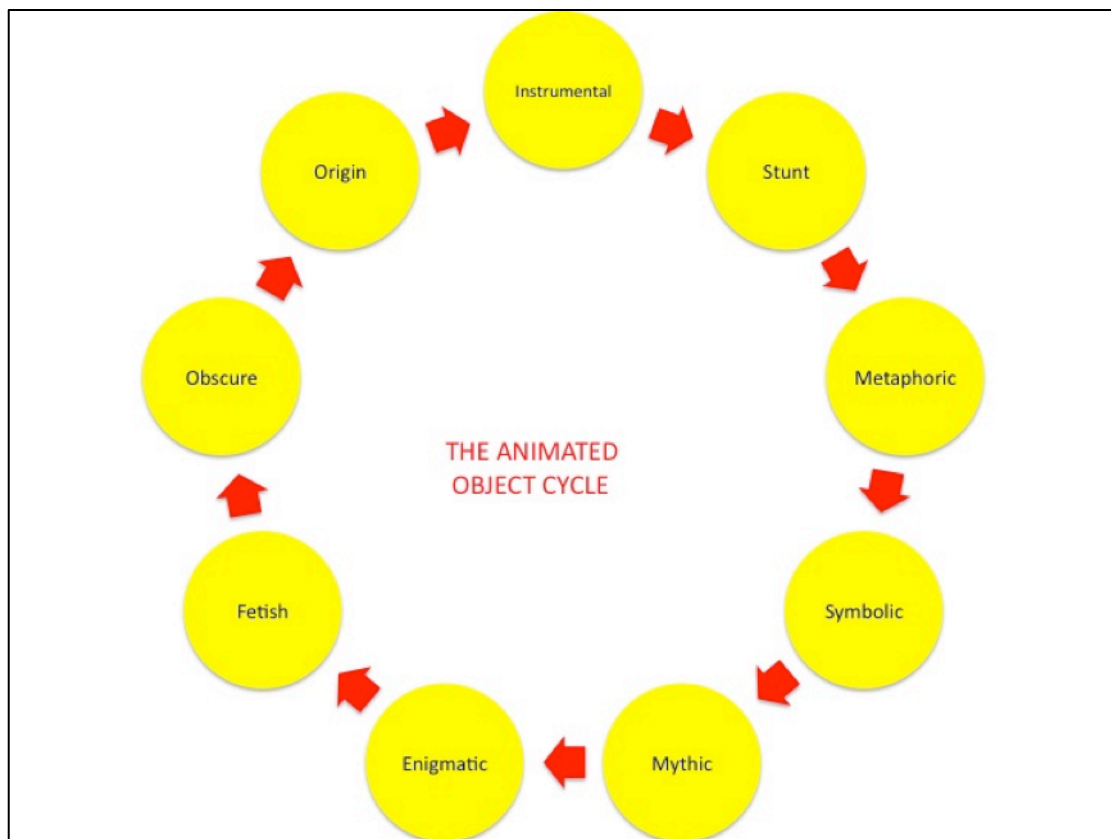 Instrumental
Stunt
Metaphoric
Symbolic
Mythic
Enigmatic
Fetish
Obscure
Origin
THE ANIMATED
OBJECT CYCLE